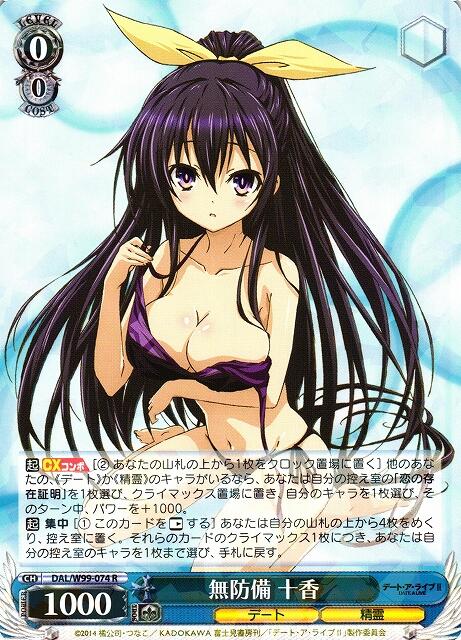 LEVEL
0
0
COST
起 CXコンボ [② あなたの山札の上から1枚をクロック置場に置く] 他のあな
たの、《デート》か《精霊》のキャラがいるなら、あなたは自分の控え室の「恋の存
在証明」を1枚選び、クライマックス置場に置き、自分のキャラを1枚選び、そ
のターン中、パワーを+1000。
起 集中 [① このカードを する] あなたは自分の山札の上から4枚をめく
り、控え室に置く。それらのカードのクライマックス1枚につき、あなたは自分
の控え室のキャラを1枚まで選び、手札に戻す。
CH DAL/W99-074 R
POWER 1000
無防備 十香
デート・ア・ライブII
DATE A LIVE
デート 精霊
©2014 橘公司・つなこ/KADOKAWA 富士見書房刊/「デート・ア・ライブII」製作委員会